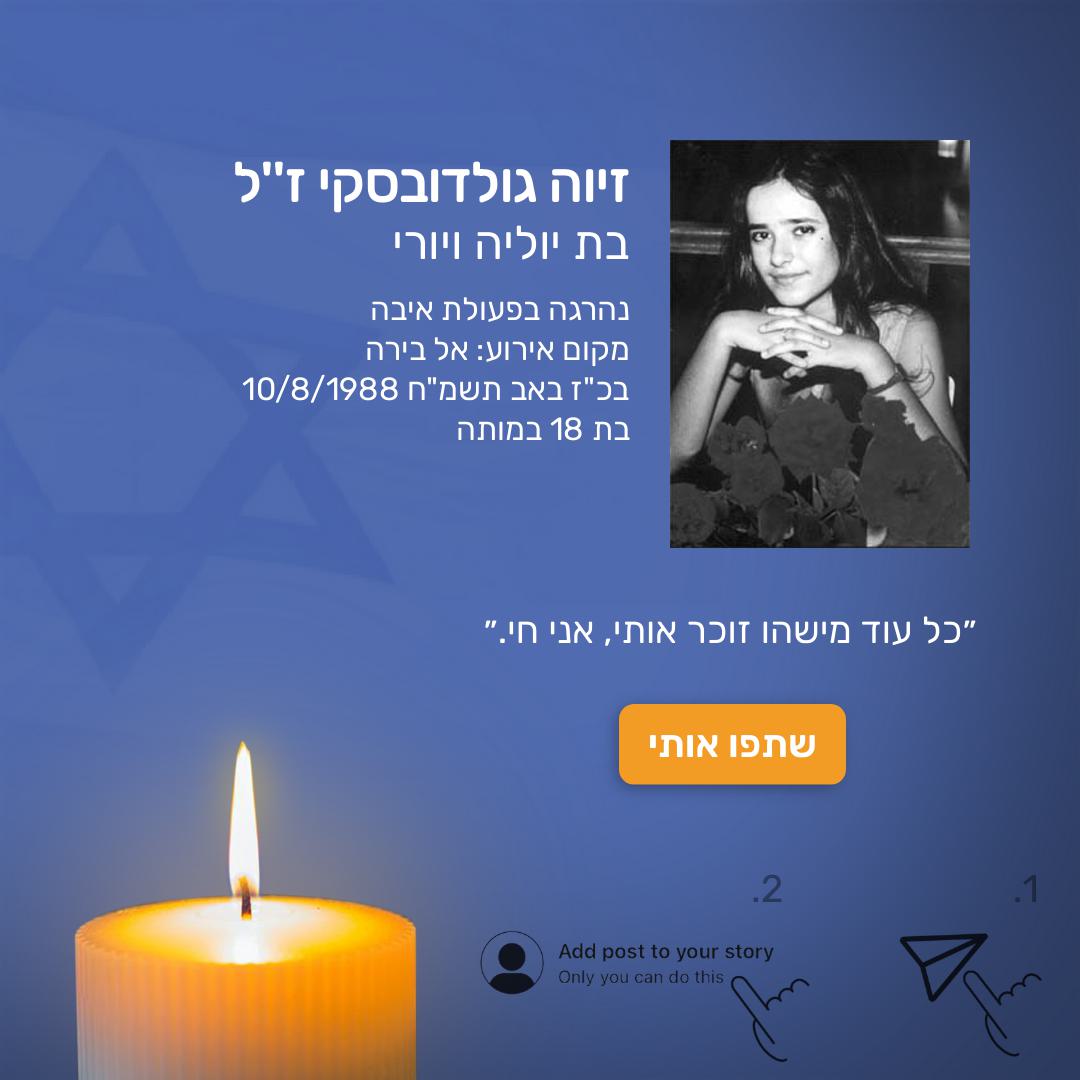 זיוה גולדובסקי ז"ל
בת יוליה ויורי
נהרגה בפעולת איבה
מקום אירוע: אל בירה
בכ"ז באב תשמ"ח 10/8/1988
בת 18 במותה
״כל עוד מישהו זוכר אותי, אני חי.״
שתפו אותי
1.
2.
Add post to your story
Only you can do this